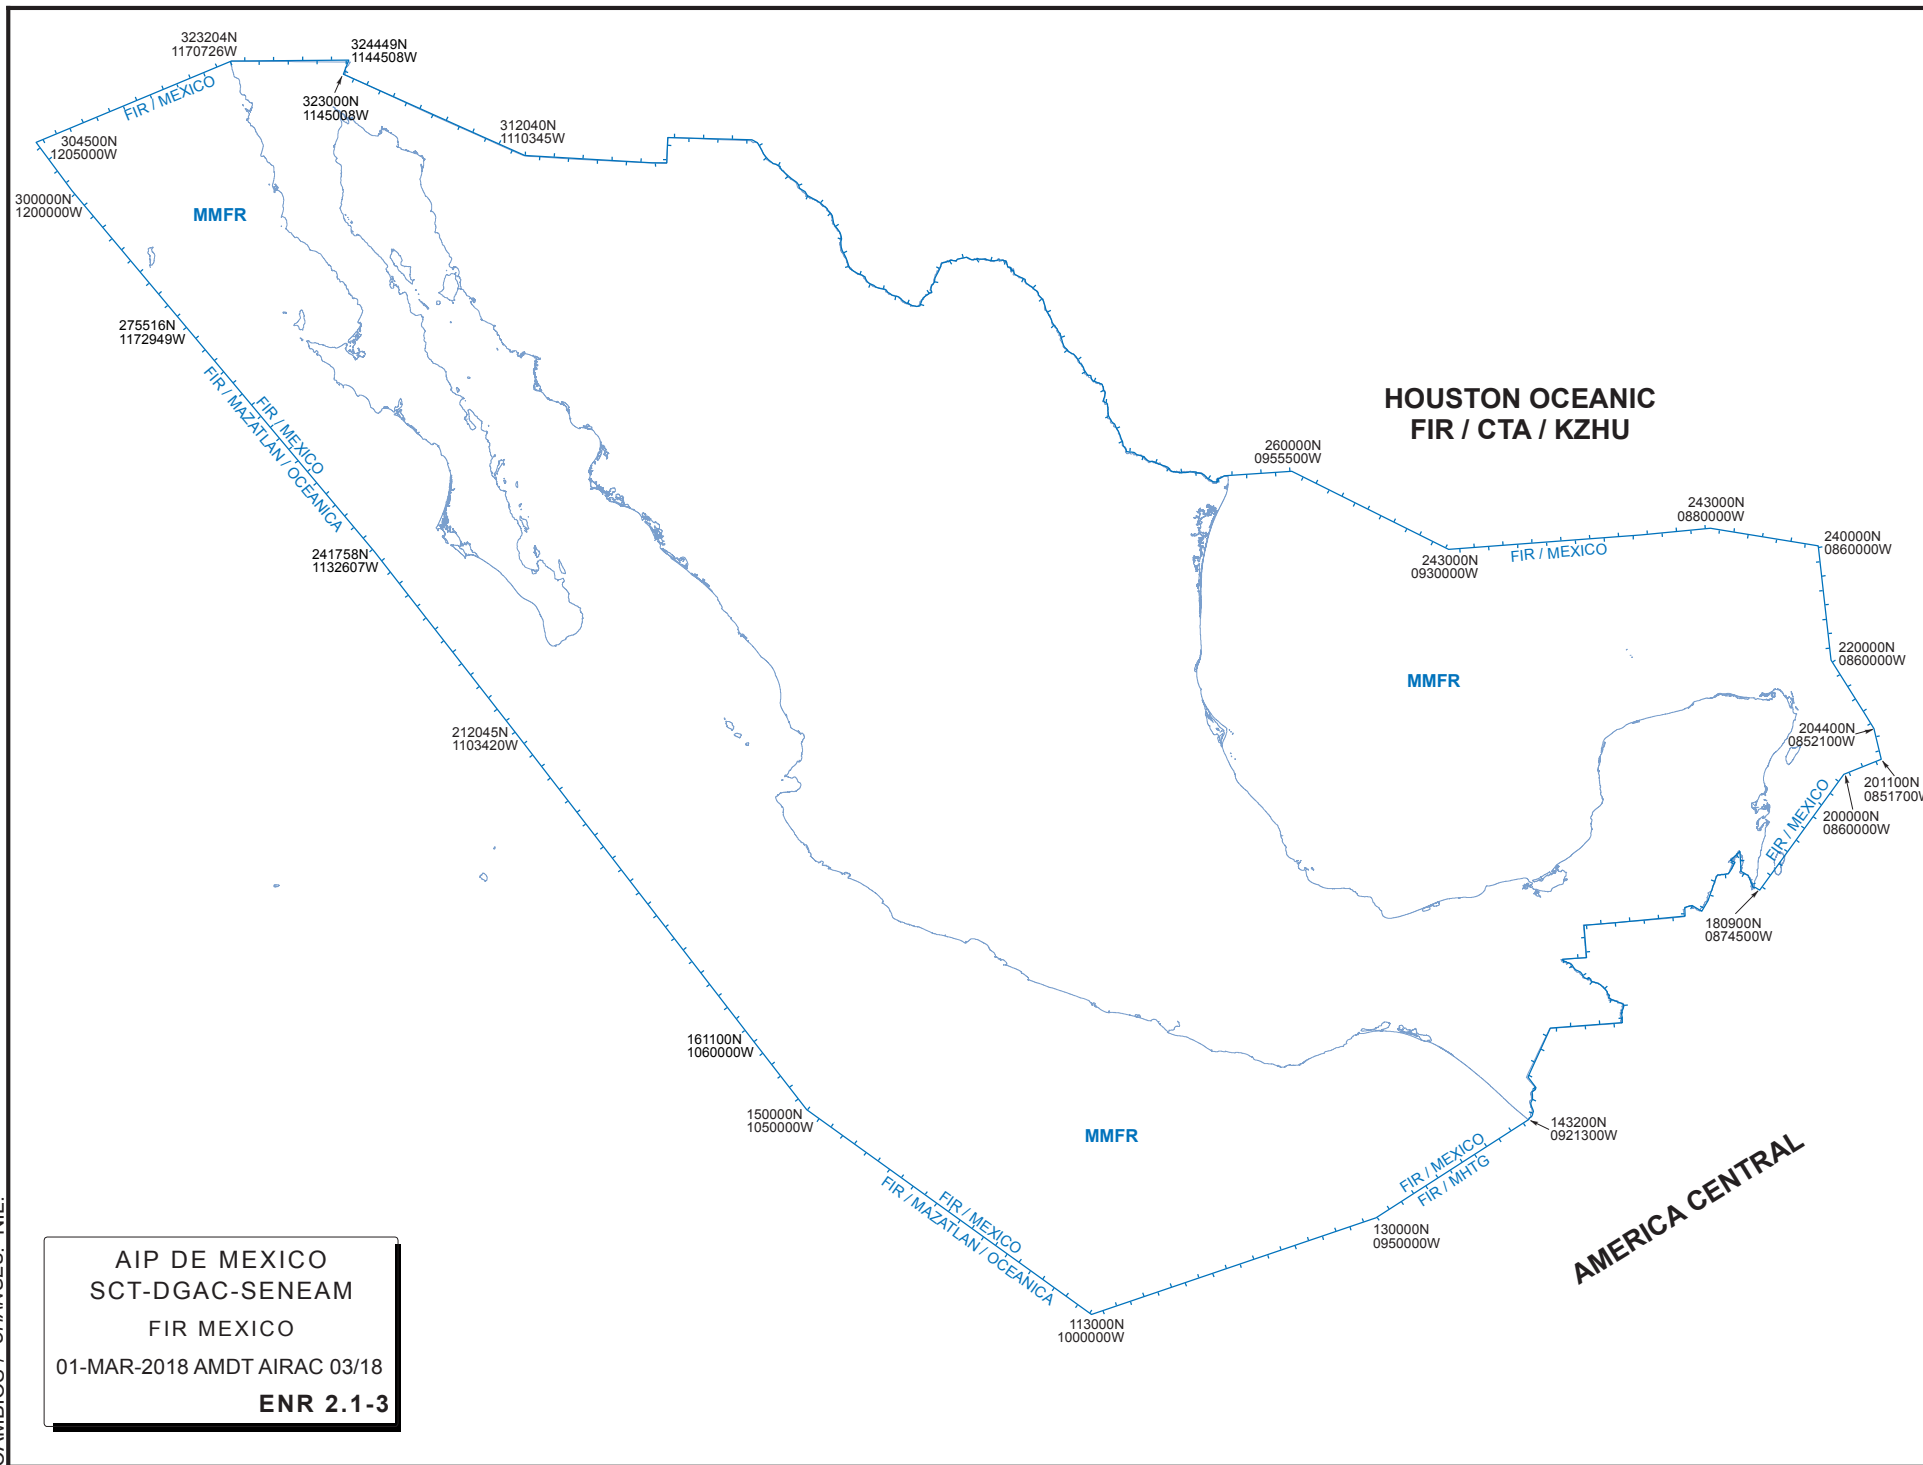 323204N
1170726W
324449N
1144508W
FIR / MEXICO
323000N
1145008W
304500N
1205000W
312040N
1110345W
300000N
1200000W
MMFR
275516N
1172949W
FIR / MEXICO
FIR / MAZATLAN / OCEANICA
HOUSTON OCEANIC
FIR / CTA / KZHU
260000N
0955500W
243000N
0880000W
240000N
0860000W
FIR / MEXICO
243000N
0930000W
241758N
1132607W
220000N
0860000W
MMFR
212045N
1103420W
204400N
0852100W
201100N
0851700W
200000N
0860000W
FIR / MEXICO
180900N
0874500W
161100N
1060000W
150000N
1050000W
MMFR
143200N
0921300W
FIR / MEXICO
FIR / MHTG
AMERICA CENTRAL
FIR / MEXICO
FIR / MAZATLAN / OCEANICA
130000N
0950000W
113000N
1000000W
AIP DE MEXICO
SCT-DGAC-SENEAM
FIR MEXICO
01-MAR-2018 AMDT AIRAC 03/18
ENR 2.1-3